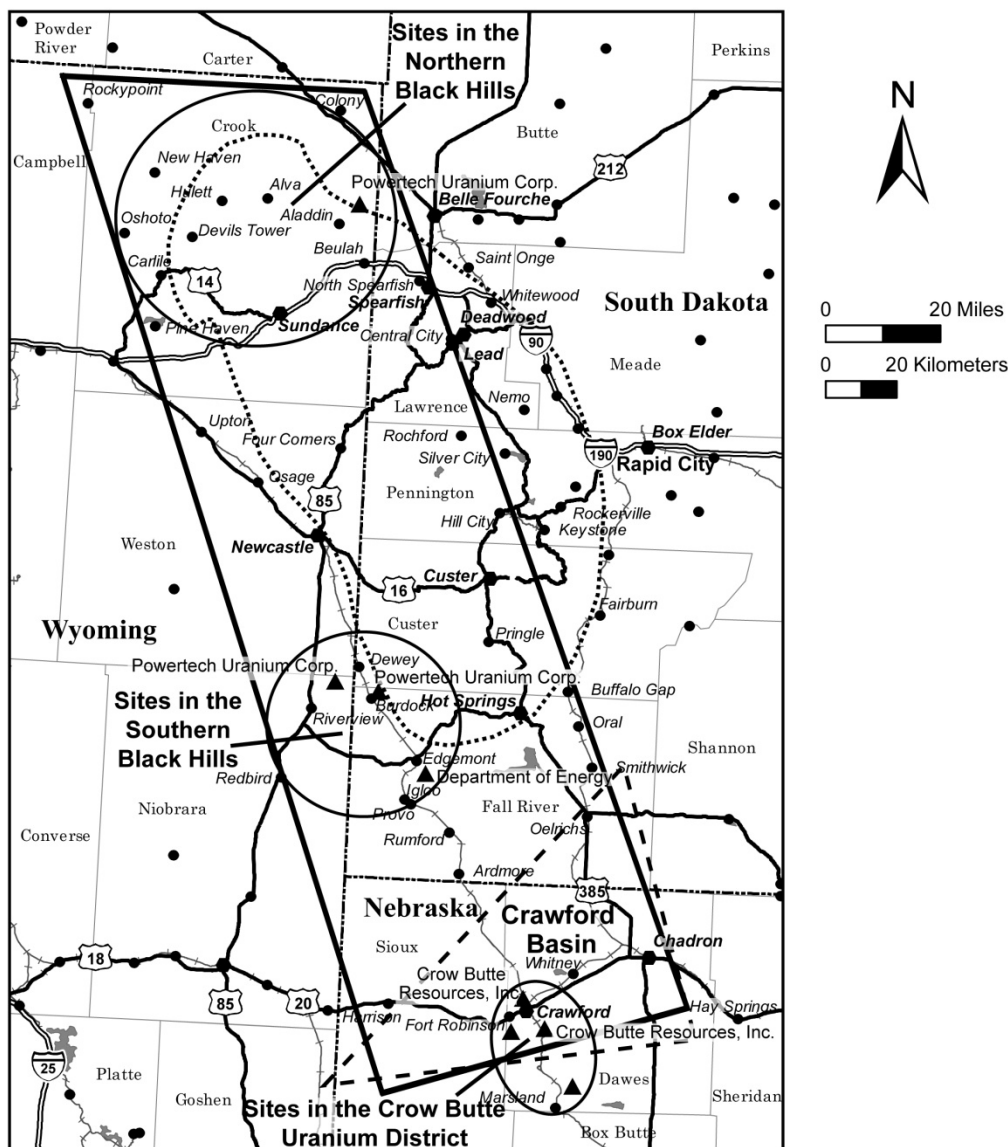 Powder
River
Carter
Sites in the
Northern
Black Hills
Perkins
N
Rockypoint
Colony
Crook
Butte
Campbell
212
New Haven
Hulett
Alva
Powertech Uranium Corp.
Belle Fourche
Oshoto
Aladdin
Devils Tower
Beulah
Saint Onge
Carlile
14
North Spearfish
Spearfish
Whitewood
South Dakota
0 20 Miles
Pine Haven
Sundance
Deadwood
Central City
90
Lead
0 20 Kilometers
Meade
Nemo
Lawrence
Upton
Four Corners
Rochford
Box Elder
Silver City
190
Rapid City
Osage
85
Pennington
Hill City
Rockerville
Keystone
Newcastle
Weston
16
Custer
Fairburn
Wyoming
Custer
Pringle
Dewey
Powertech Uranium Corp.
Powertech Uranium Corp.
Sites in the
Southern
Black Hills
Burdock
Hot Springs
Buffalo Gap
Riverview
Oral
Shannon
Edgemont
Redbird
Department of Energy
Smithwick
Igloo
Provo
Niobrara
Fall River
Converse
Rumford
Oelrichs
Ardmore
385
Nebraska
Crawford
Basin
Sioux
Chadron
18
Whitney
Crow Butte
Resources, Inc.
85
20
Harrison
Fort Robinson
Crawford
Hay Springs
Crow Butte Resources, Inc.
25
Platte
Goshen
Dawes
Marsland
Sheridan
Sites in the Crow Butte
Uranium District
Box Butte